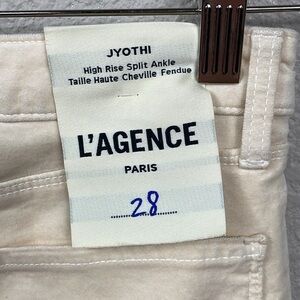 JYOTHI
High Rise Split Ankle
Taille Haute Cheville Fendue
L'AGENCE
PARIS
28